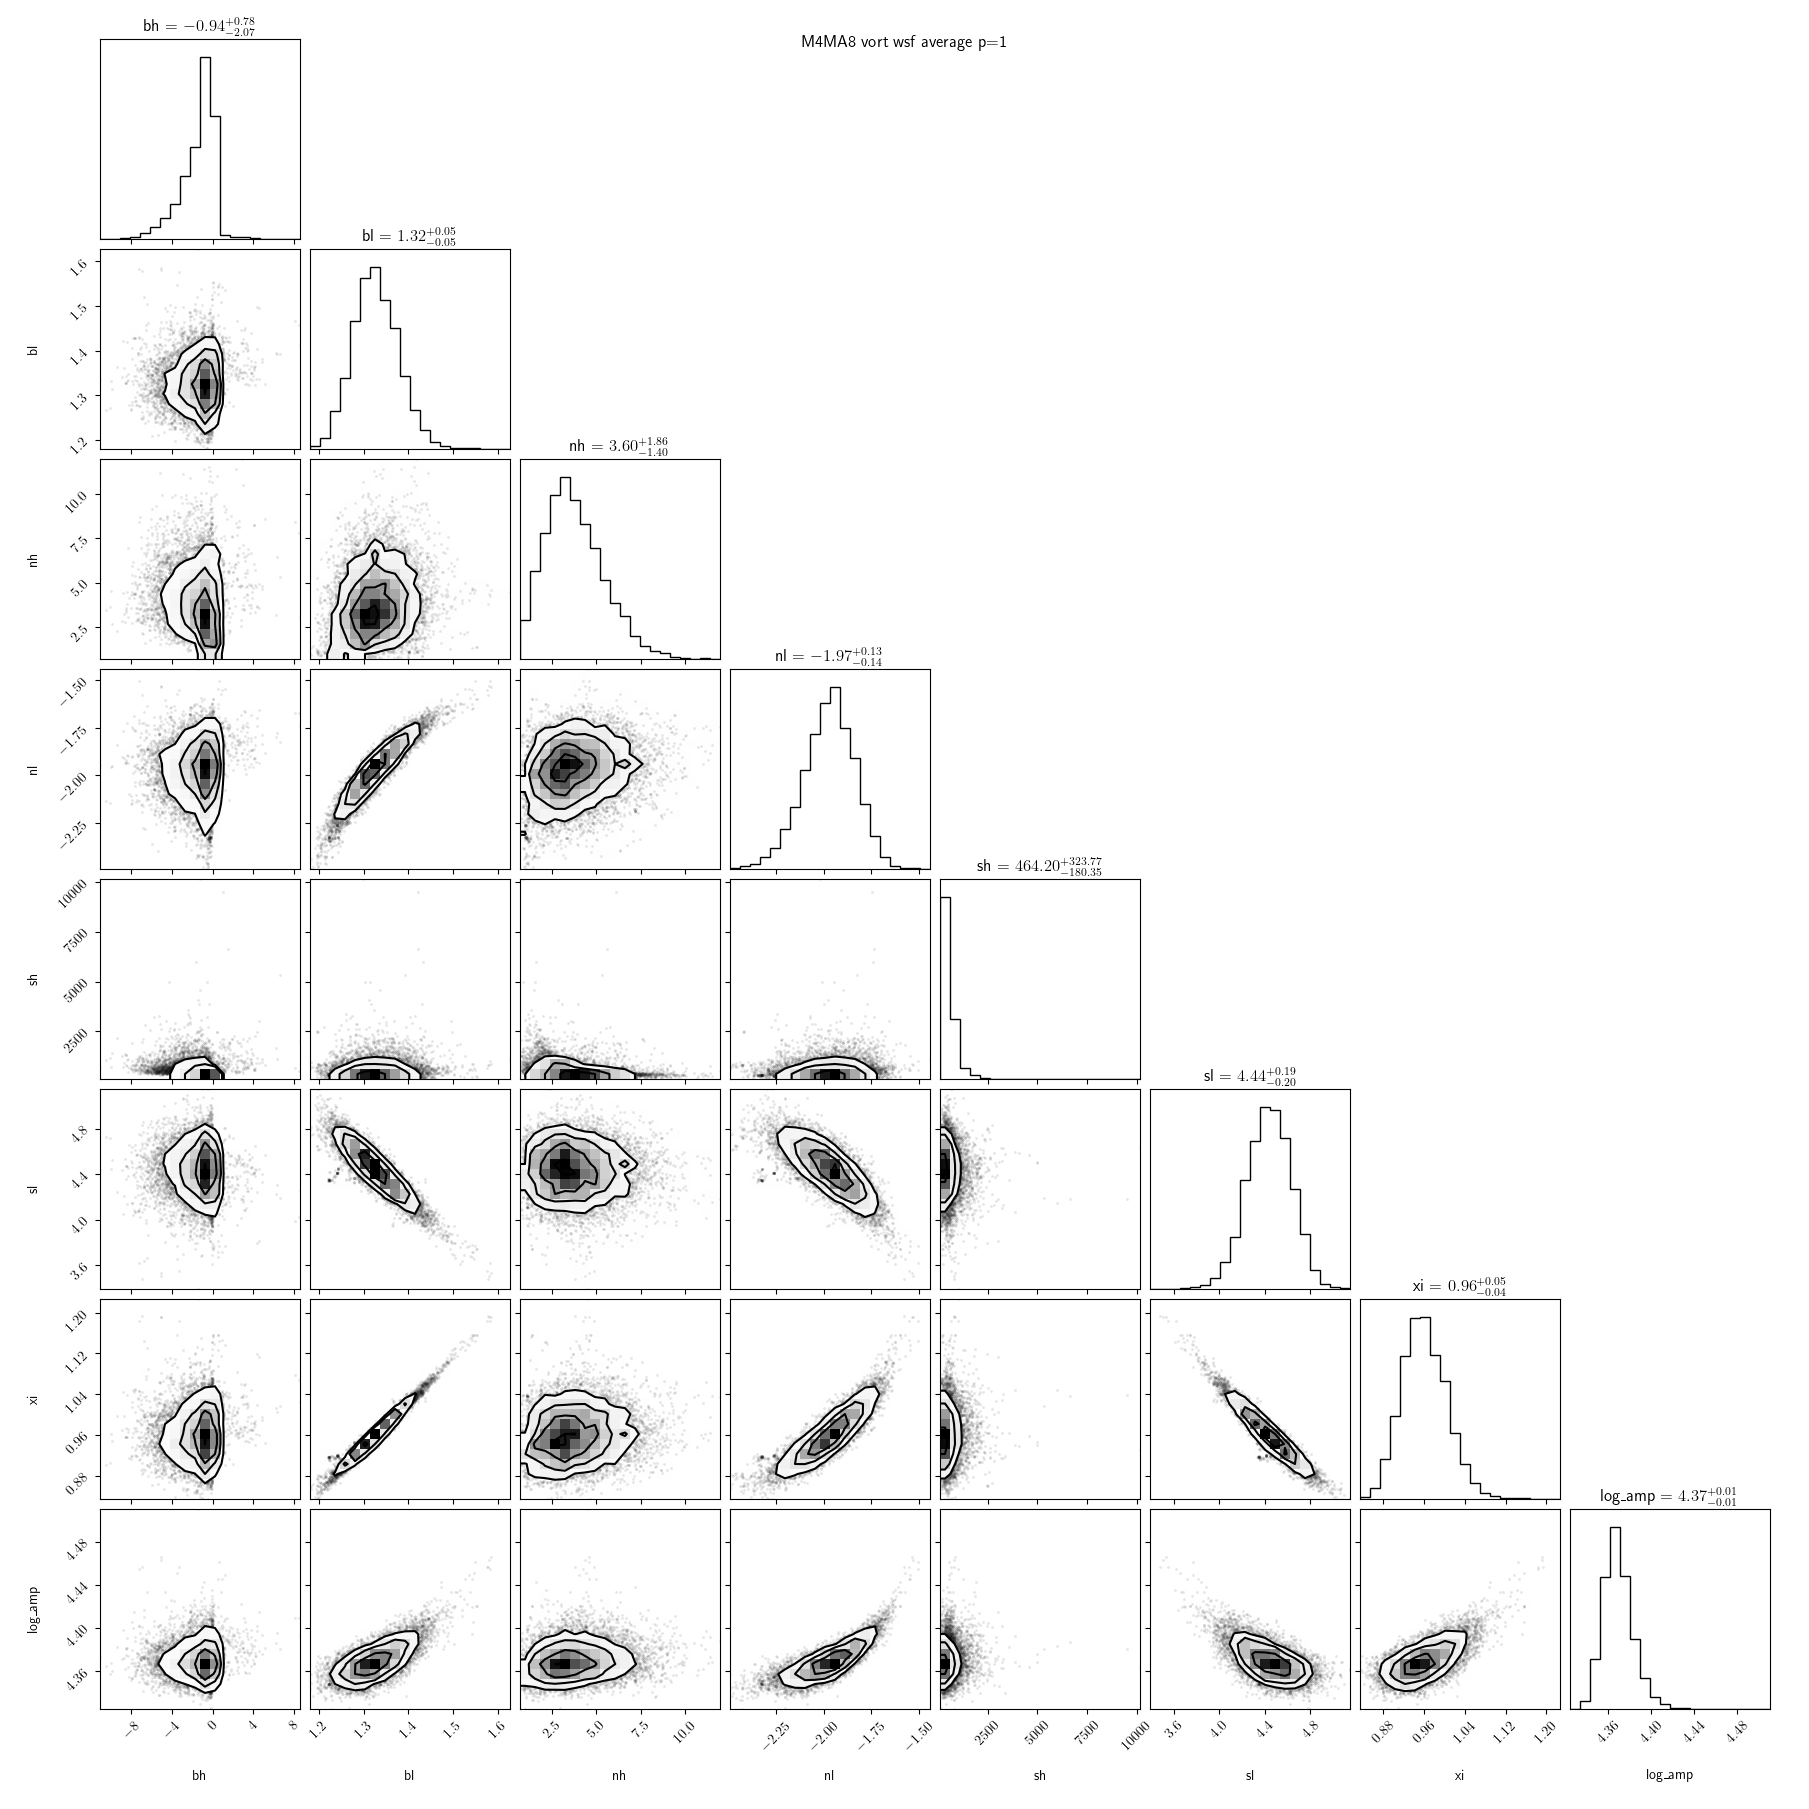 M4MA8 vort wsf average p=1
bh = −0.94 +0.78 −2.07
bl = 1.32 +0.05 −0.05
bl
1.6
1.5
1.4
1.3
1.2
nh = 3.60 +1.86 −1.40
nh
10.0
7.5
5.0
2.5
nl = −1.97 +0.13 −0.14
nl
−1.50
−1.75
−2.00
−2.25
sh = 464.20 +323.77 −180.35
sh
10000
7500
5000
2500
sl = 4.44 +0.19 −0.20
sl
4.8
4.4
4.0
3.6
xi = 0.96 +0.05 −0.04
xi
1.20
1.12
1.04
0.96
0.88
log_amp = 4.37 +0.01 −0.01
log_amp
4.48
4.44
4.40
4.36
−8 −4 0 4 8 1.2 1.3 1.4 1.5 1.6 2.5 5.0 7.5 10.0 −2.25 −2.00 −1.75 −1.50 2500 5000 7500 10000 3.6 4.0 4.4 4.8 0.88 0.96 1.04 1.12 1.20 4.36 4.40 4.44 4.48
bh bl nh nl sh sl xi log_amp